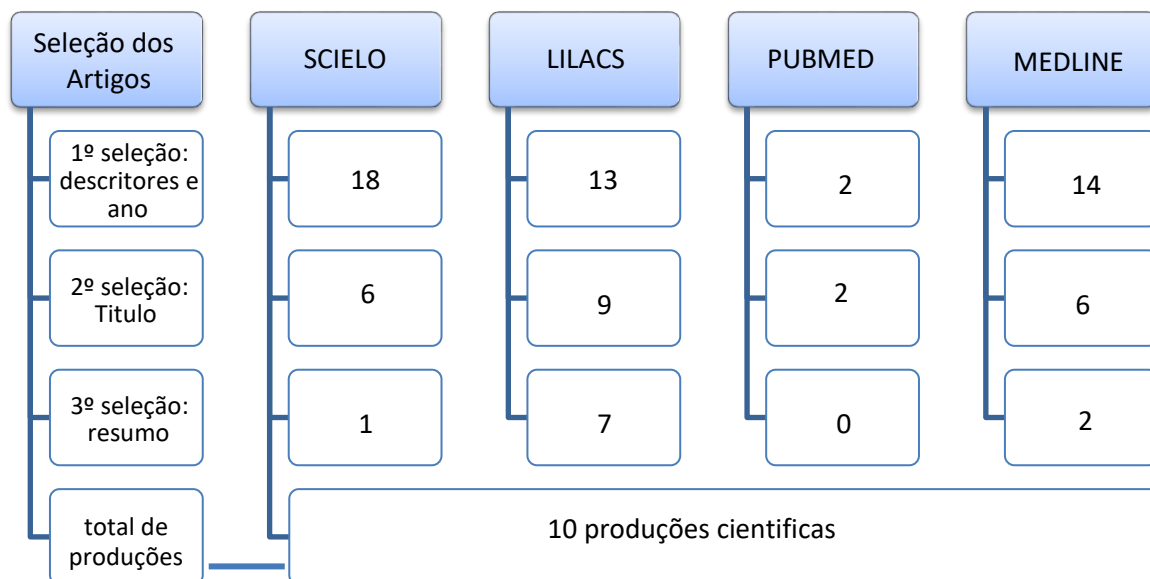 Seleção dos
Artigos
SCIELO
LILACS
PUBMED
MEDLINE
1º seleção:
descritores e
ano
18
13
2
14
2º seleção:
Titulo
6
9
2
6
3º seleção:
resumo
1
7
0
2
total de
produções
10 produções cientificas